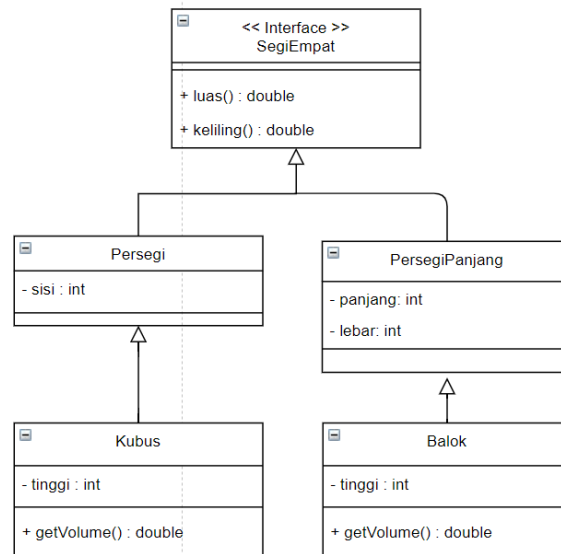 << Interface >>
SegiEmpat
+ luas() : double
+ keliling() : double
Persegi
- sisi : int
PersegiPanjang
- panjang: int
- lebar: int
Kubus
- tinggi : int
+ getVolume() : double
Balok
- tinggi : int
+ getVolume() : double